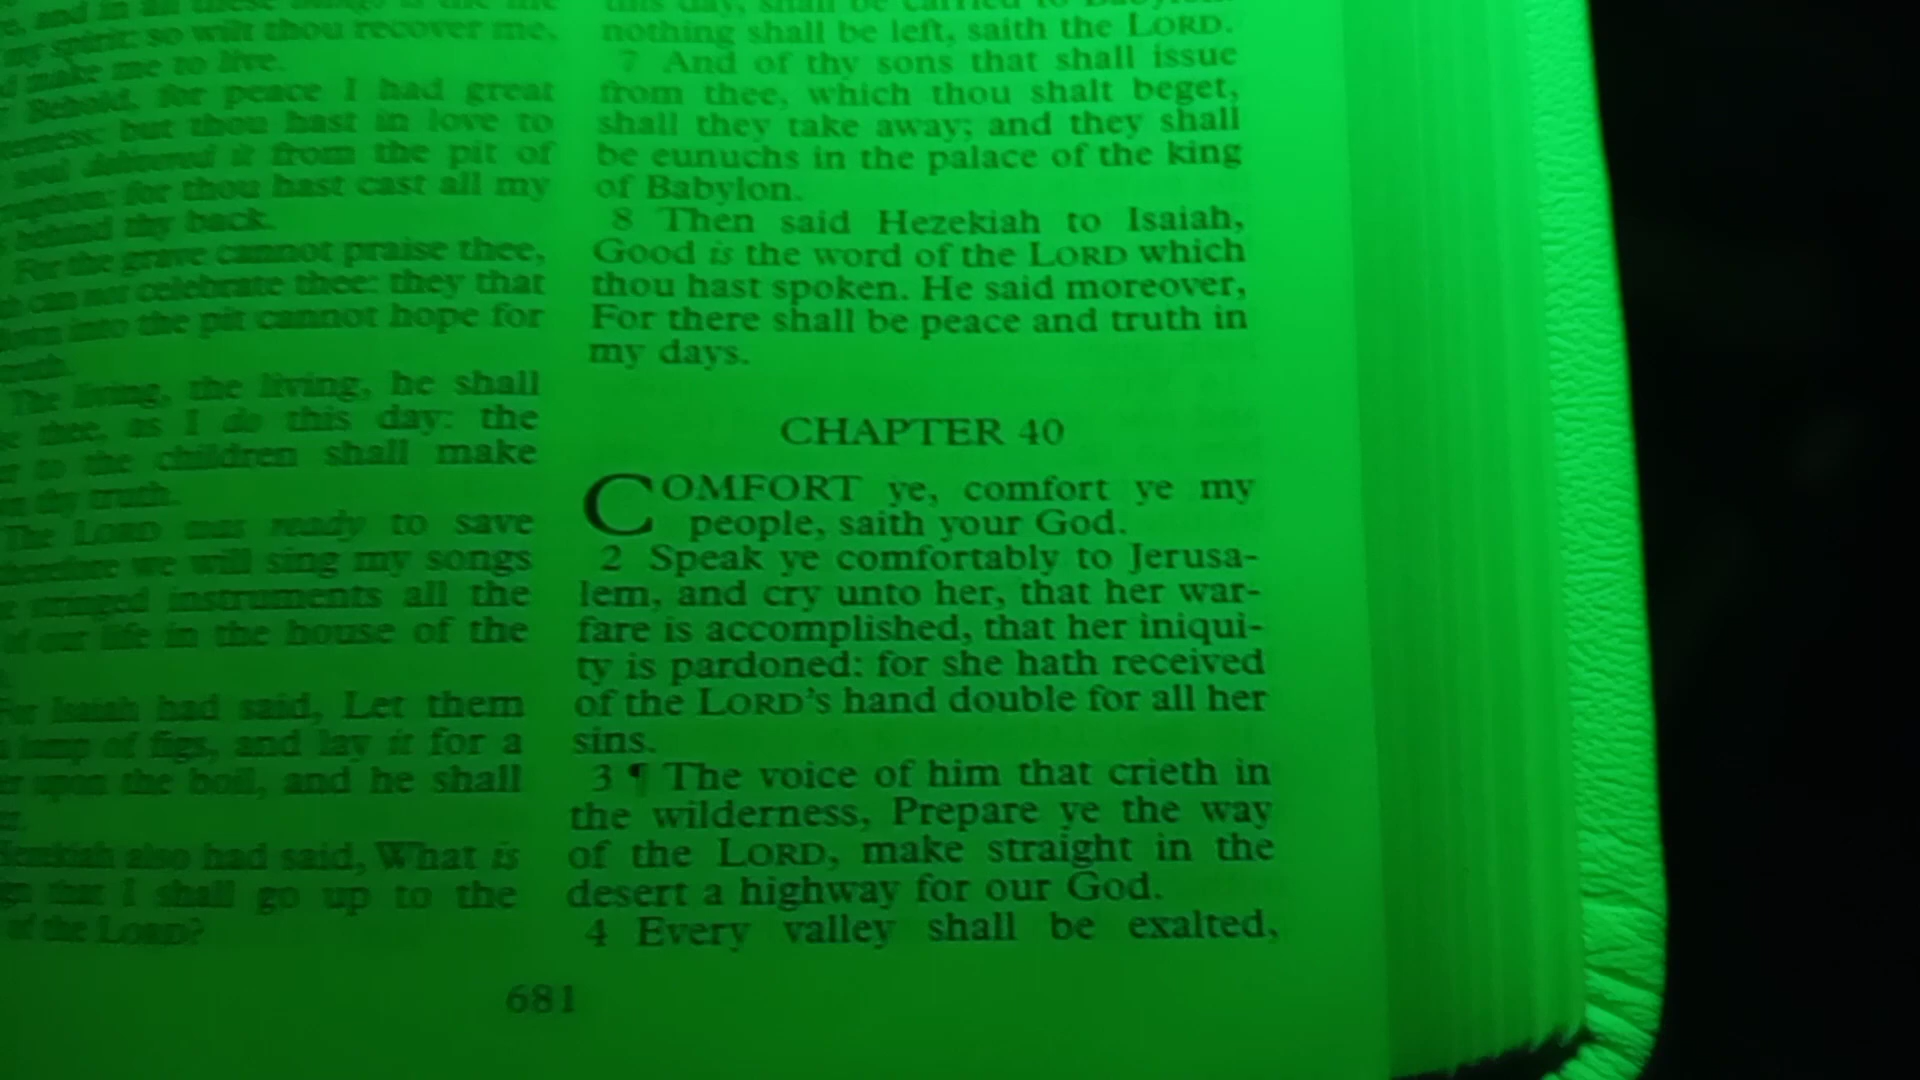 my spirit: so wilt thou recover me,
make me to live.
Behold, for peace I had great
but thou hast in love to
soul delivered it from the pit of
for thou hast cast all my
behind thy back.
For the grave cannot praise thee,
can not celebrate thee: they that
into the pit cannot hope for
The living, the living, he shall
thee, as I do this day: the
to the children shall make
thy truth.
The LORD was ready to save
therefore we will sing my songs
stringed instruments all the
of our life in the house of the
For Isaiah had said, Let them
lump of figs, and lay it for a
upon the boil, and he shall
Hezekiah also had said, What is
that I shall go up to the
of the LORD?
this day, shall be carried to Babylon:
nothing shall be left, saith the LORD.
7 And of thy sons that shall issue
from thee, which thou shalt beget,
shall they take away; and they shall
be eunuchs in the palace of the king
of Babylon.
8 Then said Hezekiah to Isaiah,
Good is the word of the LORD which
thou hast spoken. He said moreover,
For there shall be peace and truth in
my days.
CHAPTER 40
COMFORT ye, comfort ye my
people, saith your God.
2 Speak ye comfortably to Jerusa-
lem, and cry unto her, that her war-
fare is accomplished, that her iniqui-
ty is pardoned: for she hath received
of the LORD'S hand double for all her
sins.
3 ¶ The voice of him that crieth in
the wilderness, Prepare ye the way
of the LORD, make straight in the
desert a highway for our God.
4 Every valley shall be exalted,
681